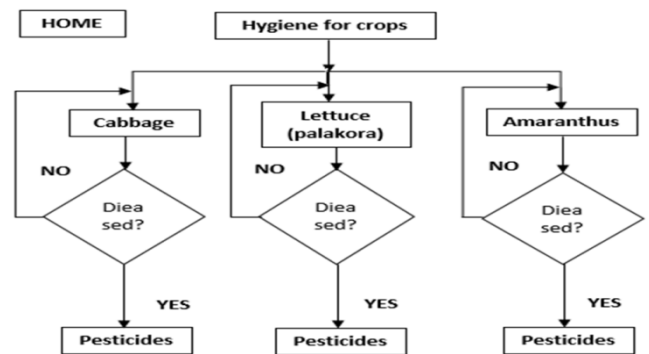 HOME
Hygiene for crops
Cabbage
Lettuce
(palakora)
Amaranthus
NO
NO
NO
Diea
sed?
Diea
sed?
Diea
sed?
YES
YES
YES
Pesticides
Pesticides
Pesticides